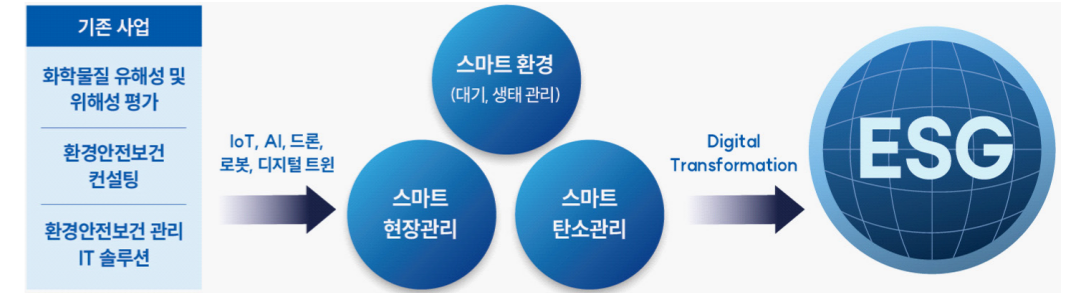 기존 사업
화학물질 유해성 및
위해성 평가
환경안전보건
컨설팅
환경안전보건 관리
IT 솔루션
IoT, AI, 드론,
로봇, 디지털 트윈
스마트 환경
(대기, 생태 관리)
스마트
현장관리
스마트
탄소관리
Digital
Transformation
ESG